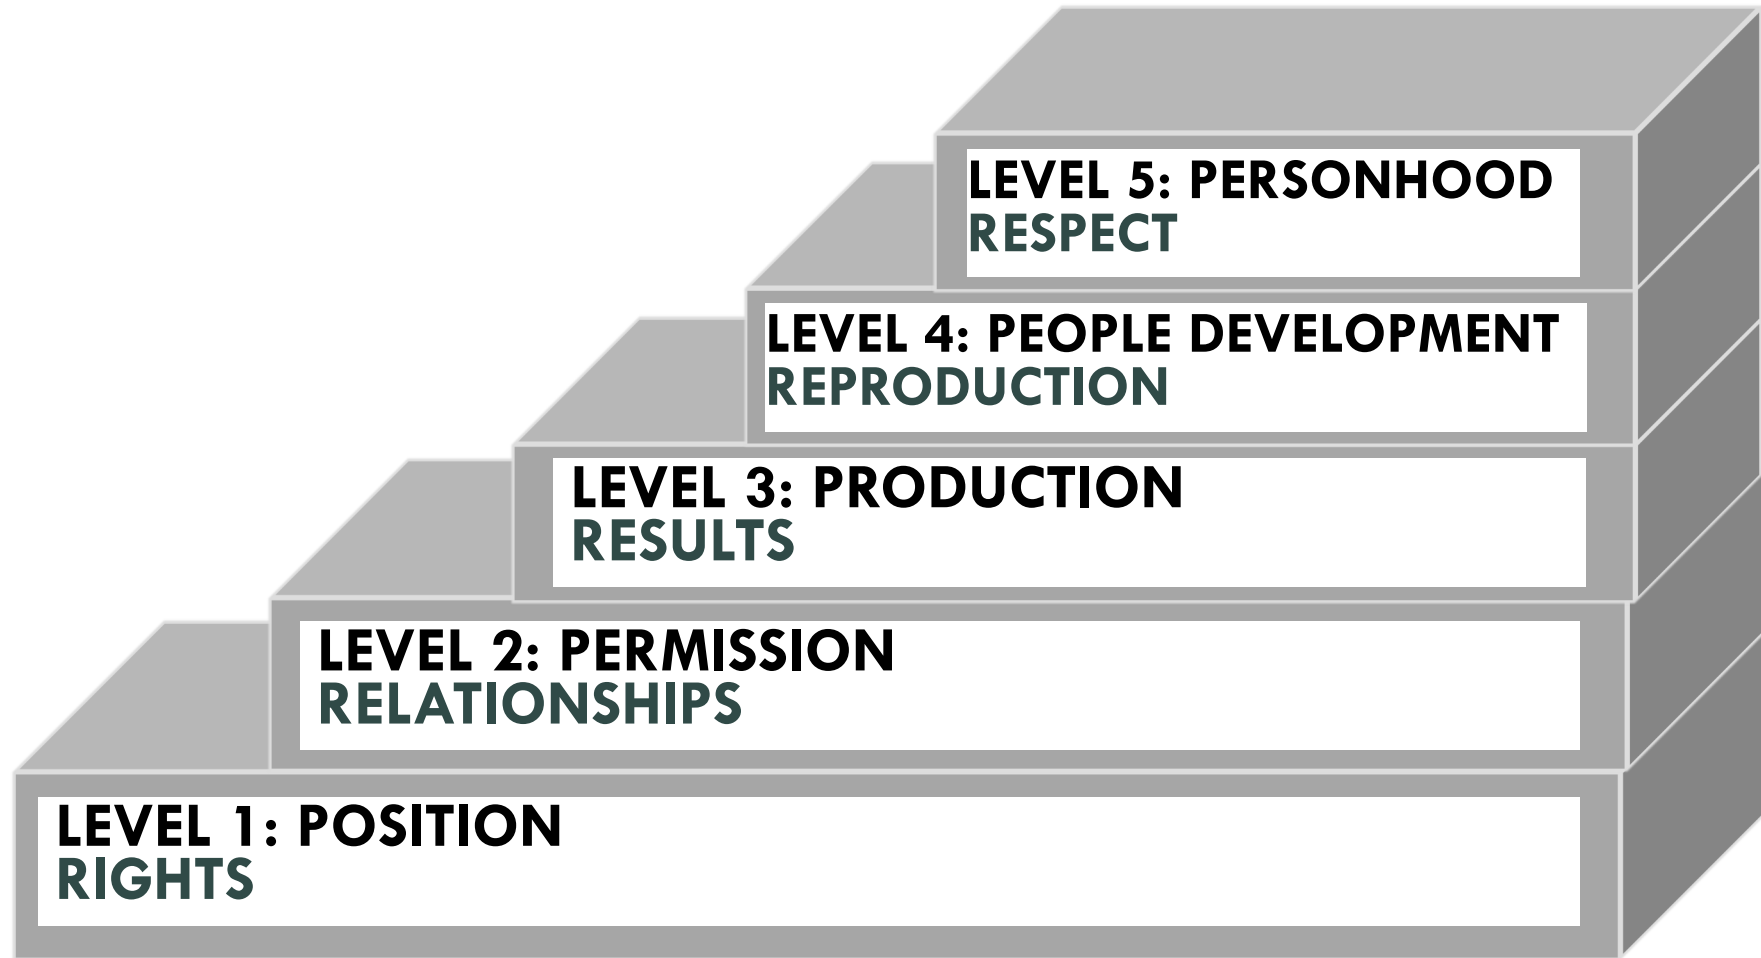 LEVEL 5: PERSONHOOD
RESPECT
LEVEL 4: PEOPLE DEVELOPMENT
REPRODUCTION
LEVEL 3: PRODUCTION
RESULTS
LEVEL 2: PERMISSION
RELATIONSHIPS
LEVEL 1: POSITION
RIGHTS